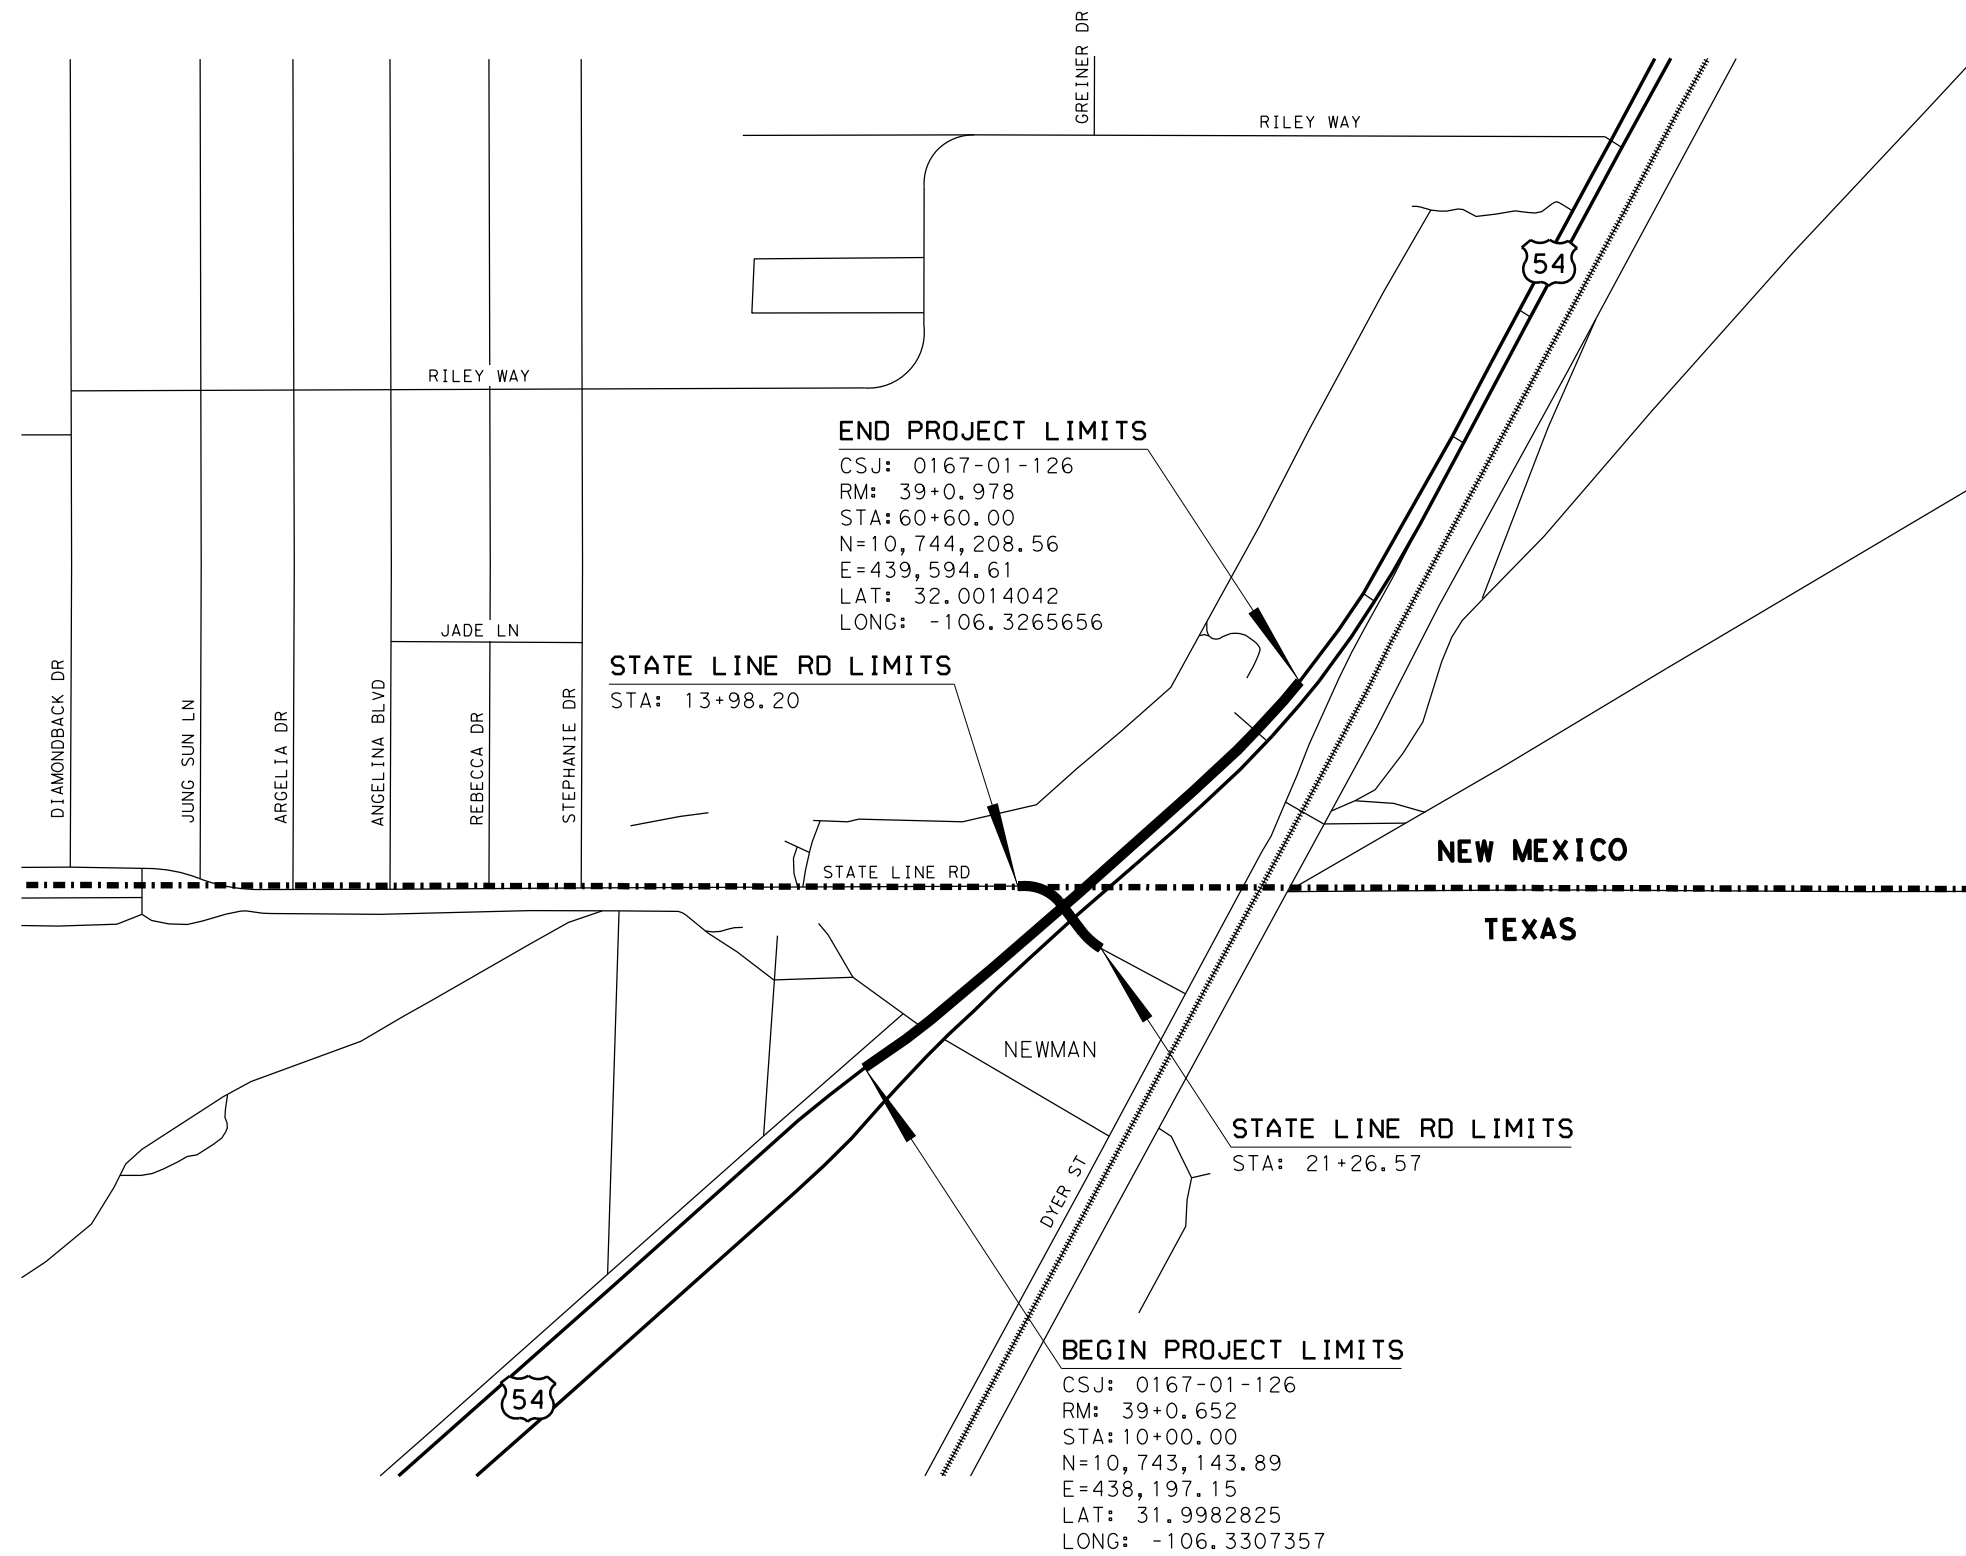 GREINER DR
RILEY WAY
54
RILEY WAY
END PROJECT LIMITS
CSJ: 0167-01-126
RM: 39+0.978
STA:60+60.00
N=10,744,208.56
E=439,594.61
LAT: 32.0014042
LONG: -106.3265656
JADE LN
STATE LINE RD LIMITS
STA: 13+98.20
DIAMONDBACK DR
JUNG SUN LN
ARGELIA DR
ANGELINA BLVD
REBECCA DR
STEPHANIE DR
NEW MEXICO
STATE LINE RD
TEXAS
NEWMAN
STATE LINE RD LIMITS
STA: 21+26.57
DYER ST
BEGIN PROJECT LIMITS
CSJ: 0167-01-126
RM: 39+0.652
STA:10+00.00
N=10,743,143.89
E=438,197.15
LAT: 31.9982825
LONG: -106.3307357
54